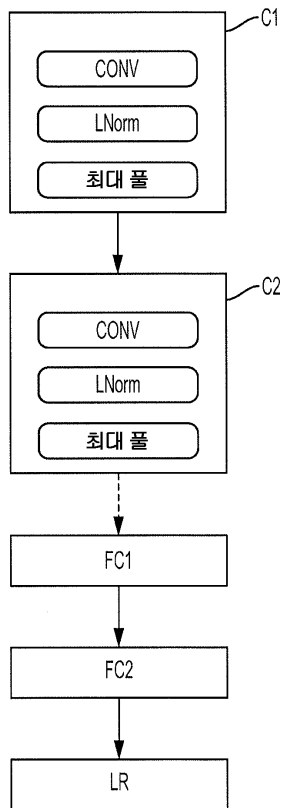 C1
CONV
LNorm
최대 풀
C2
CONV
LNorm
최대 풀
FC1
FC2
LR